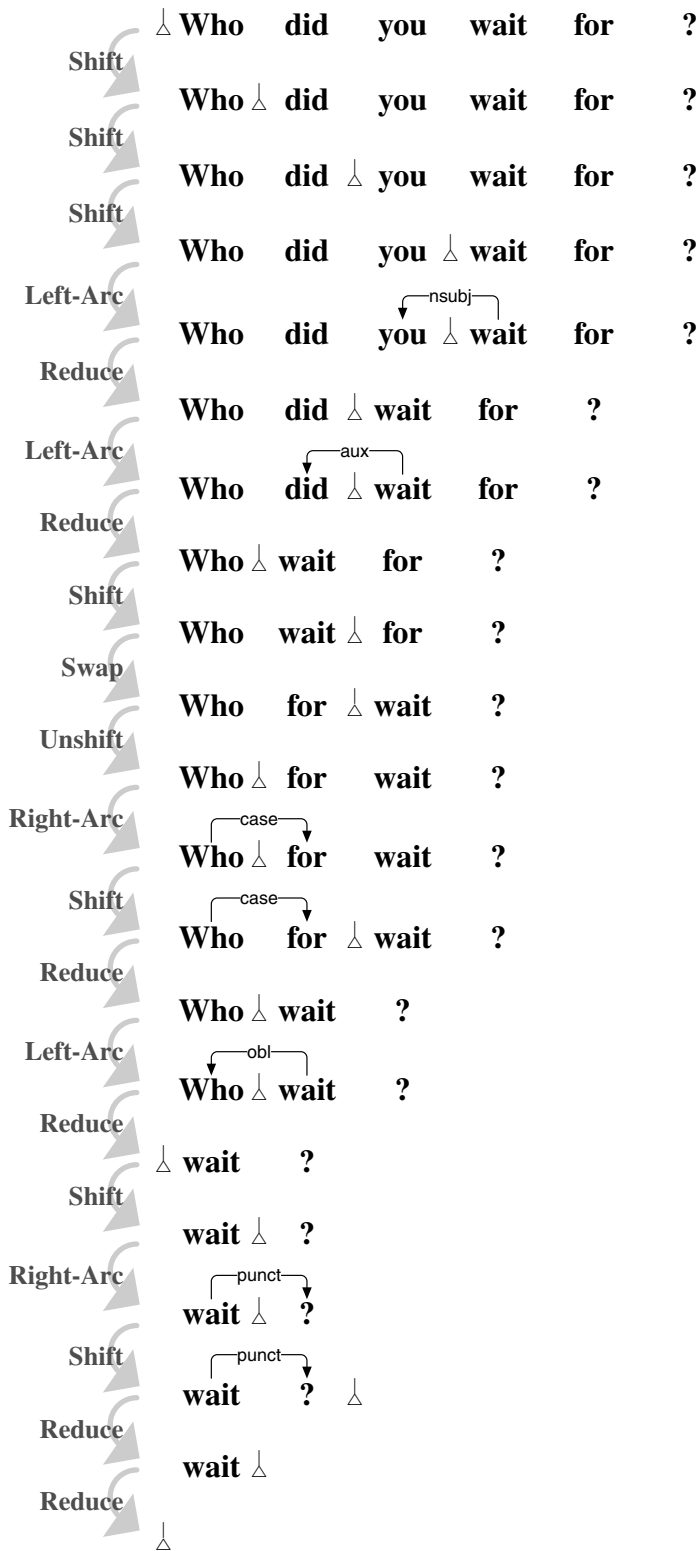 Who did you wait for ?
Shift
Who did you wait for ?
Shift
Who did you wait for ?
Shift
Who did you wait for ?
Left-Arc
nsubj
Who did you wait for ?
Reduce
Who did wait for ?
Left-Arc
aux
Who did wait for ?
Reduce
Who wait for ?
Shift
Who wait for ?
Swap
Who for wait ?
Unshift
Who for wait ?
Right-Arc
case
Who for wait ?
Shift
case
Who for wait ?
Reduce
Who wait ?
Left-Arc
obl
Who wait ?
Reduce
wait ?
Shift
wait ?
Right-Arc
punct
wait ?
Shift
punct
wait ?
Reduce
wait
Reduce